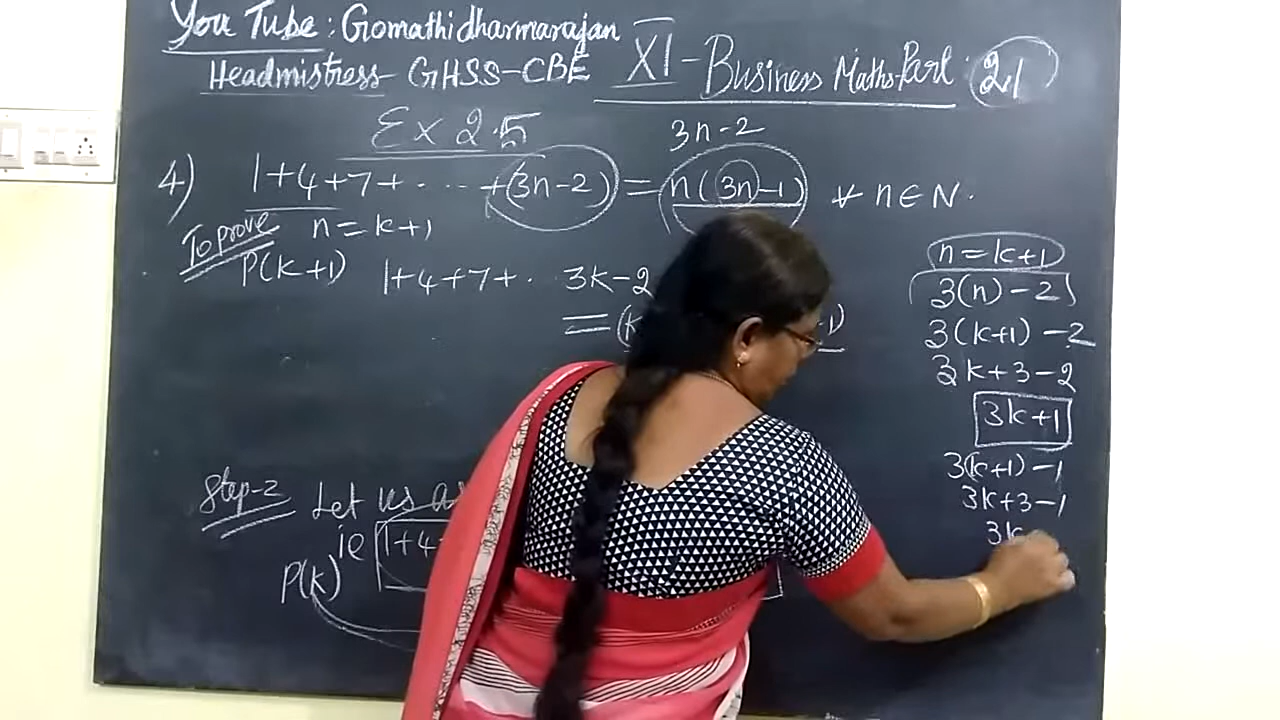 You Tube : Gomathidharmarajan
Headmistress - GHSS-CBE XI - Business Maths Part 21
Ex 2.5
3n-2
4) 1+4+7+ . ... +(3n-2) = n(3n-1) ∀ n∈N.
To prove n = k+1
P(k+1) 1+4+7+ . 3k-2
= (k -1)
n = k+1
3(n) - 2
3(k+1) - 2
3k+3-2
3k+1
3(k+1) -1
3k+3-1
3k
Step-2 Let us
ie 1+4
P(k)